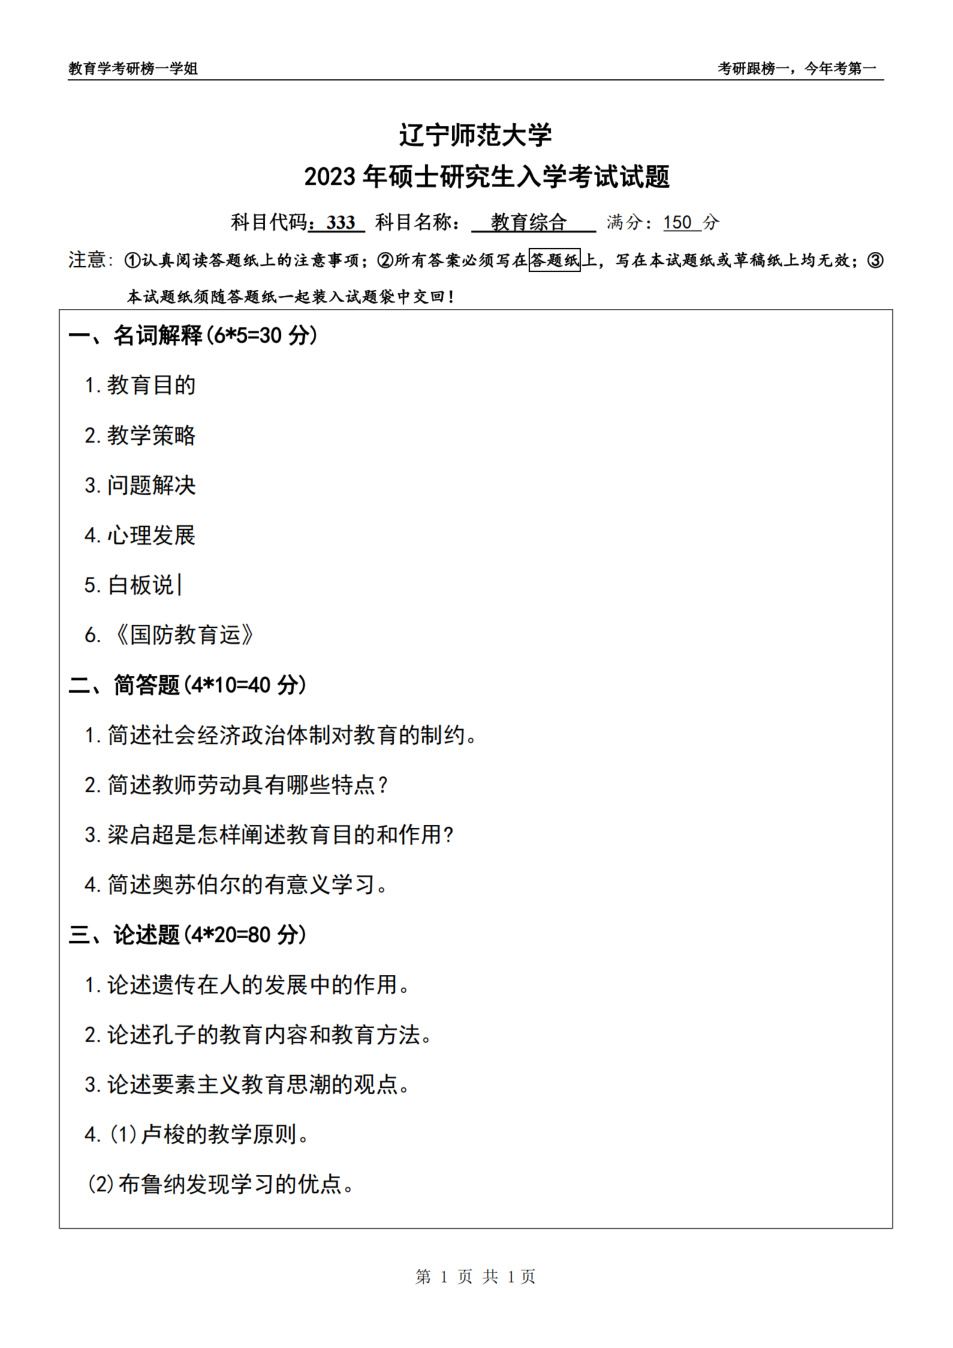 教育学考研榜一学姐 考研跟榜一，今年考第一
辽宁师范大学
2023 年硕士研究生入学考试试题
科目代码：333 科目名称： 教育综合 满分：150 分
注意：①认真阅读答题纸上的注意事项；②所有答案必须写在答题纸上，写在本试题纸或草稿纸上均无效；③
本试题纸须随答题纸一起装入试题袋中交回！
一、名词解释(6*5=30 分)
1.教育目的
2.教学策略
3.问题解决
4.心理发展
5.白板说|
6.《国防教育运》
二、简答题(4*10=40 分)
1.简述社会经济政治体制对教育的制约。
2.简述教师劳动具有哪些特点？
3.梁启超是怎样阐述教育目的和作用?
4.简述奥苏伯尔的有意义学习。
三、论述题(4*20=80 分)
1.论述遗传在人的发展中的作用。
2.论述孔子的教育内容和教育方法。
3.论述要素主义教育思潮的观点。
4.(1)卢梭的教学原则。
(2)布鲁纳发现学习的优点。
第 1 页 共 1页